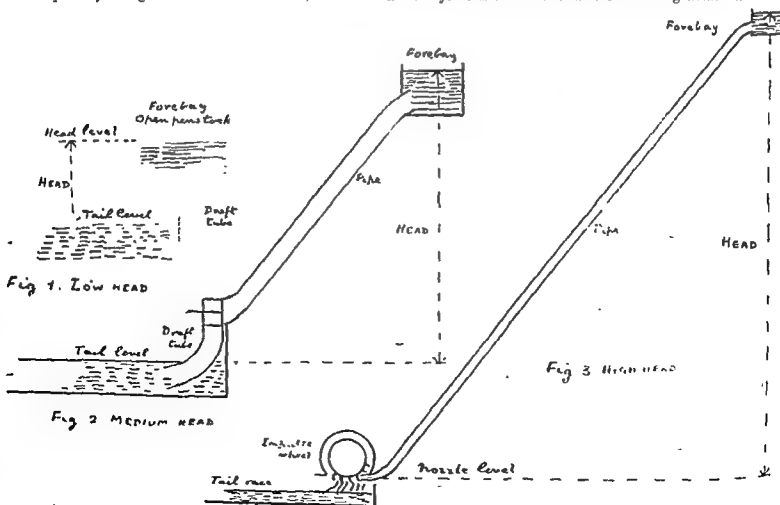 Forebay
Open penstock
Head level
HEAD
Tail level
Draft
tube
Fig 1. LOW HEAD
Forebay
Pipe
HEAD
Draft
tube
Tail level
Fig 2 MEDIUM HEAD
Forebay
Pipe
HEAD
Fig 3 HIGH HEAD
Impulse
wheel
Nozzle level
Tail race